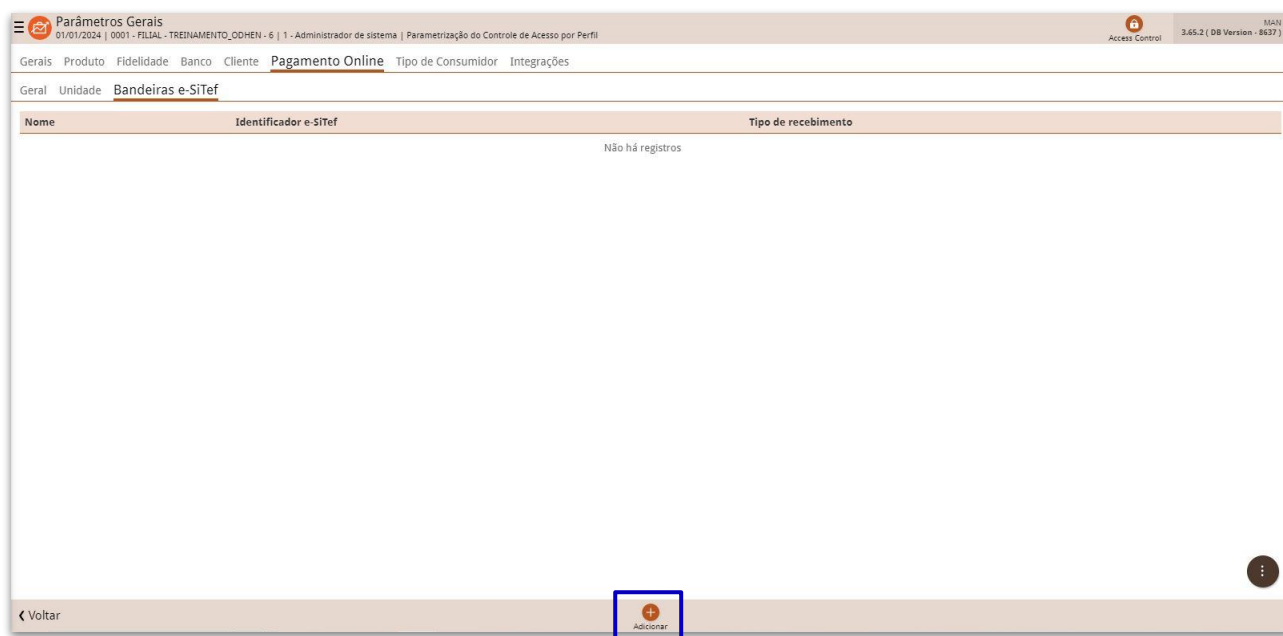 Parâmetros Gerais
01/01/2024 | 0001 - FILIAL - TREINAMENTO_ODHEN - 6 | 1 - Administrador de sistema | Parametrização do Controle de Acesso por Perfil
Access Control
MAN
3.65.2 ( DB Version - 8637 )
Gerais Produto Fidelidade Banco Cliente Pagamento Online Tipo de Consumidor Integrações
Geral Unidade Bandeiras e-SiTef
Nome Identificador e-SiTef Tipo de recebimento
Não há registros
Voltar
Adicionar